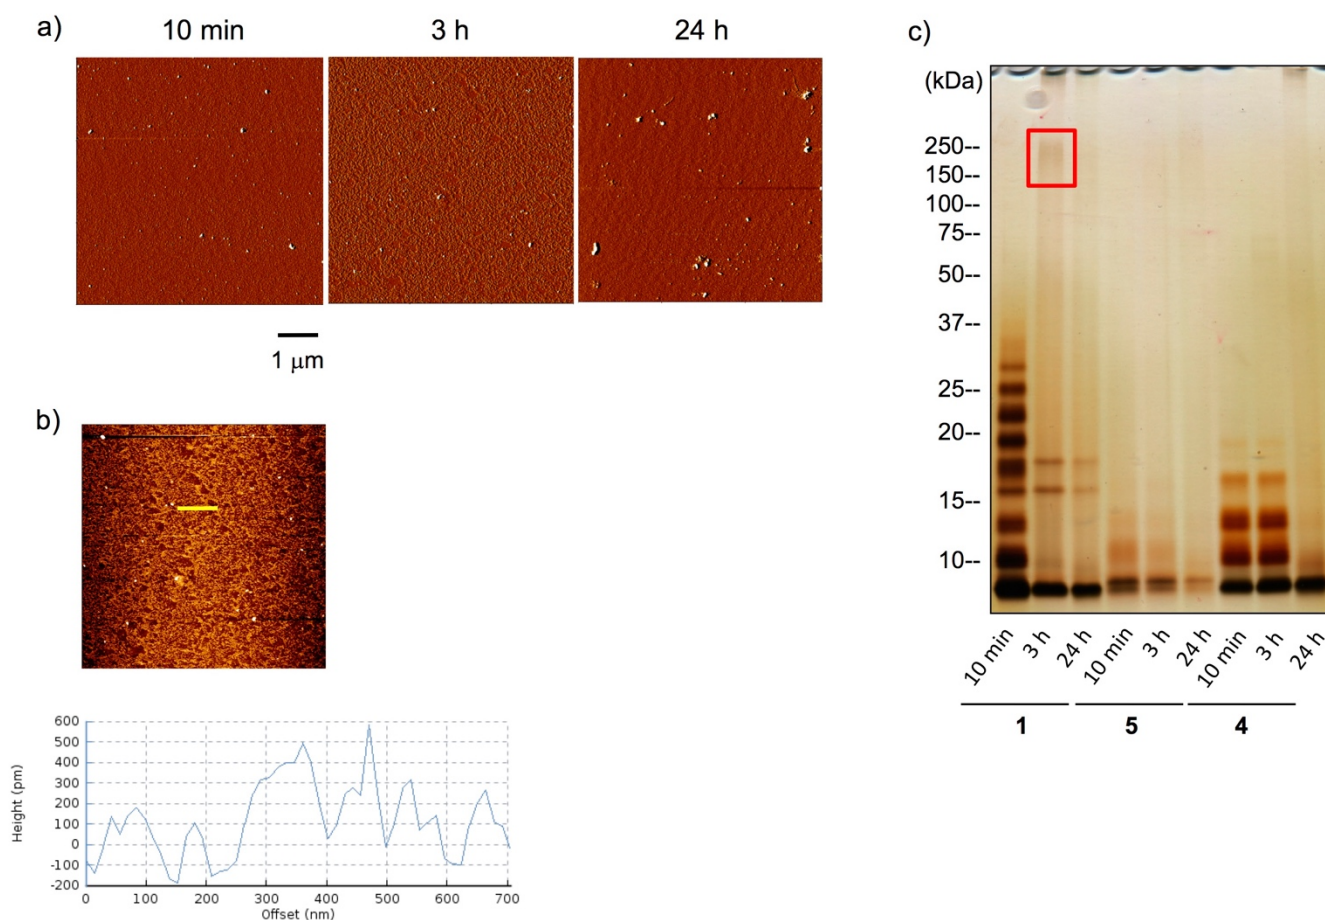 a)
10 min
3 h
24 h
1 μm
b)
600
500
400
300
200
100
0
-100
-200
Height (pm)
0 100 200 300 400 500 600 700
Offset (nm)
c)
(kDa)
250--
150--
100--
75--
50--
37--
25--
20--
15--
10--
10 min 3 h 24 h 10 min 3 h 24 h 10 min 3 h 24 h
1 5 4